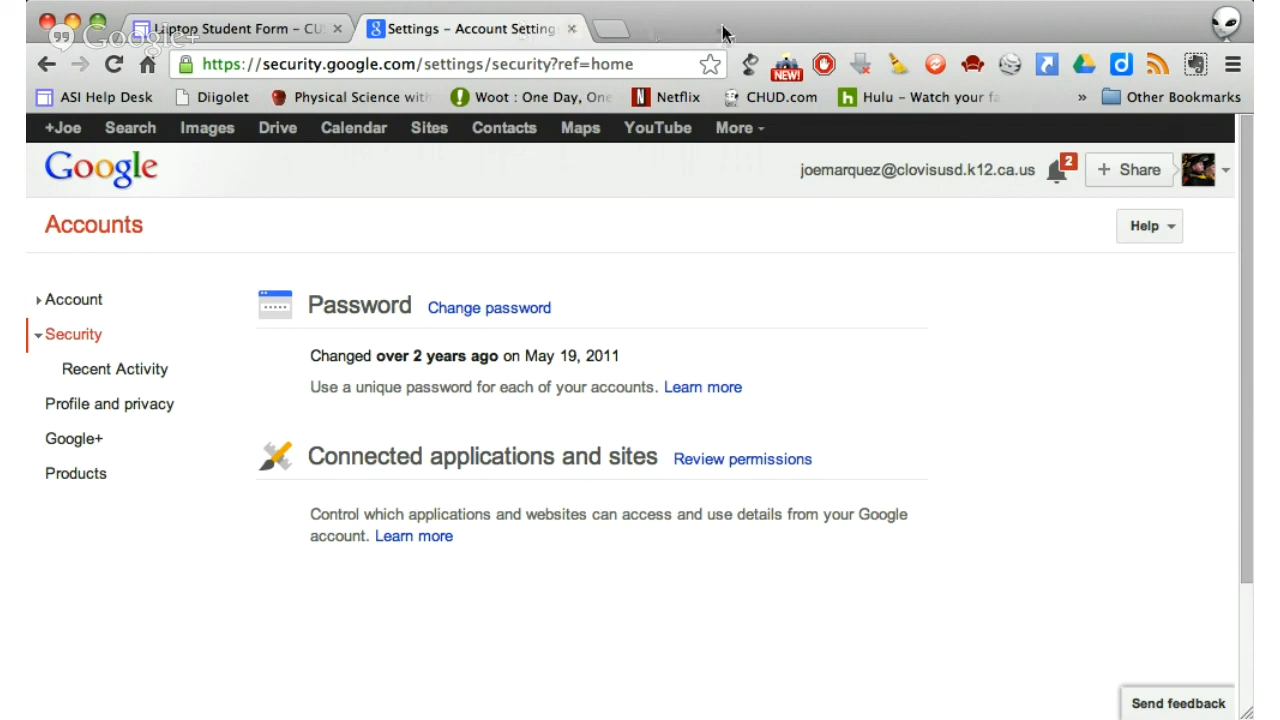 Laptop Student Form – CU
Settings – Account Setting
Google+
https://security.google.com/settings/security?ref=home
NEW!
ASI Help Desk
Diigolet
Physical Science with
Woot : One Day, One
Netflix
CHUD.com
Hulu – Watch your fa
»
Other Bookmarks
+Joe Search Images Drive Calendar Sites Contacts Maps YouTube More
Google
joemarquez@clovisusd.k12.ca.us
2
+ Share
Accounts
Help
Account
Security
Recent Activity
Profile and privacy
Google+
Products
Password Change password
Changed over 2 years ago on May 19, 2011
Use a unique password for each of your accounts. Learn more
Connected applications and sites Review permissions
Control which applications and websites can access and use details from your Google
account. Learn more
Send feedback